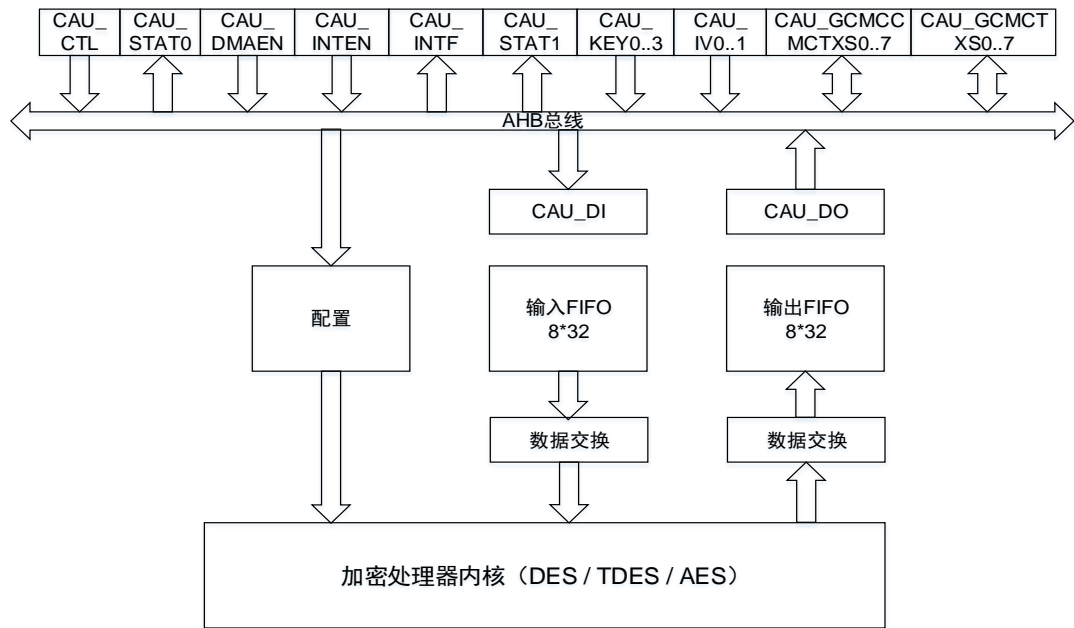 CAU_
CTL
CAU_
STAT0
CAU_
DMAEN
CAU_
INTEN
CAU_
INTF
CAU_
STAT1
CAU_
KEY0..3
CAU_
IV0..1
CAU_GCMCC
MCTXS0..7
CAU_GCMCT
XS0..7
AHB总线
CAU_DI
CAU_DO
配置
输入FIFO
8*32
输出FIFO
8*32
数据交换
数据交换
加密处理器内核（DES / TDES / AES）